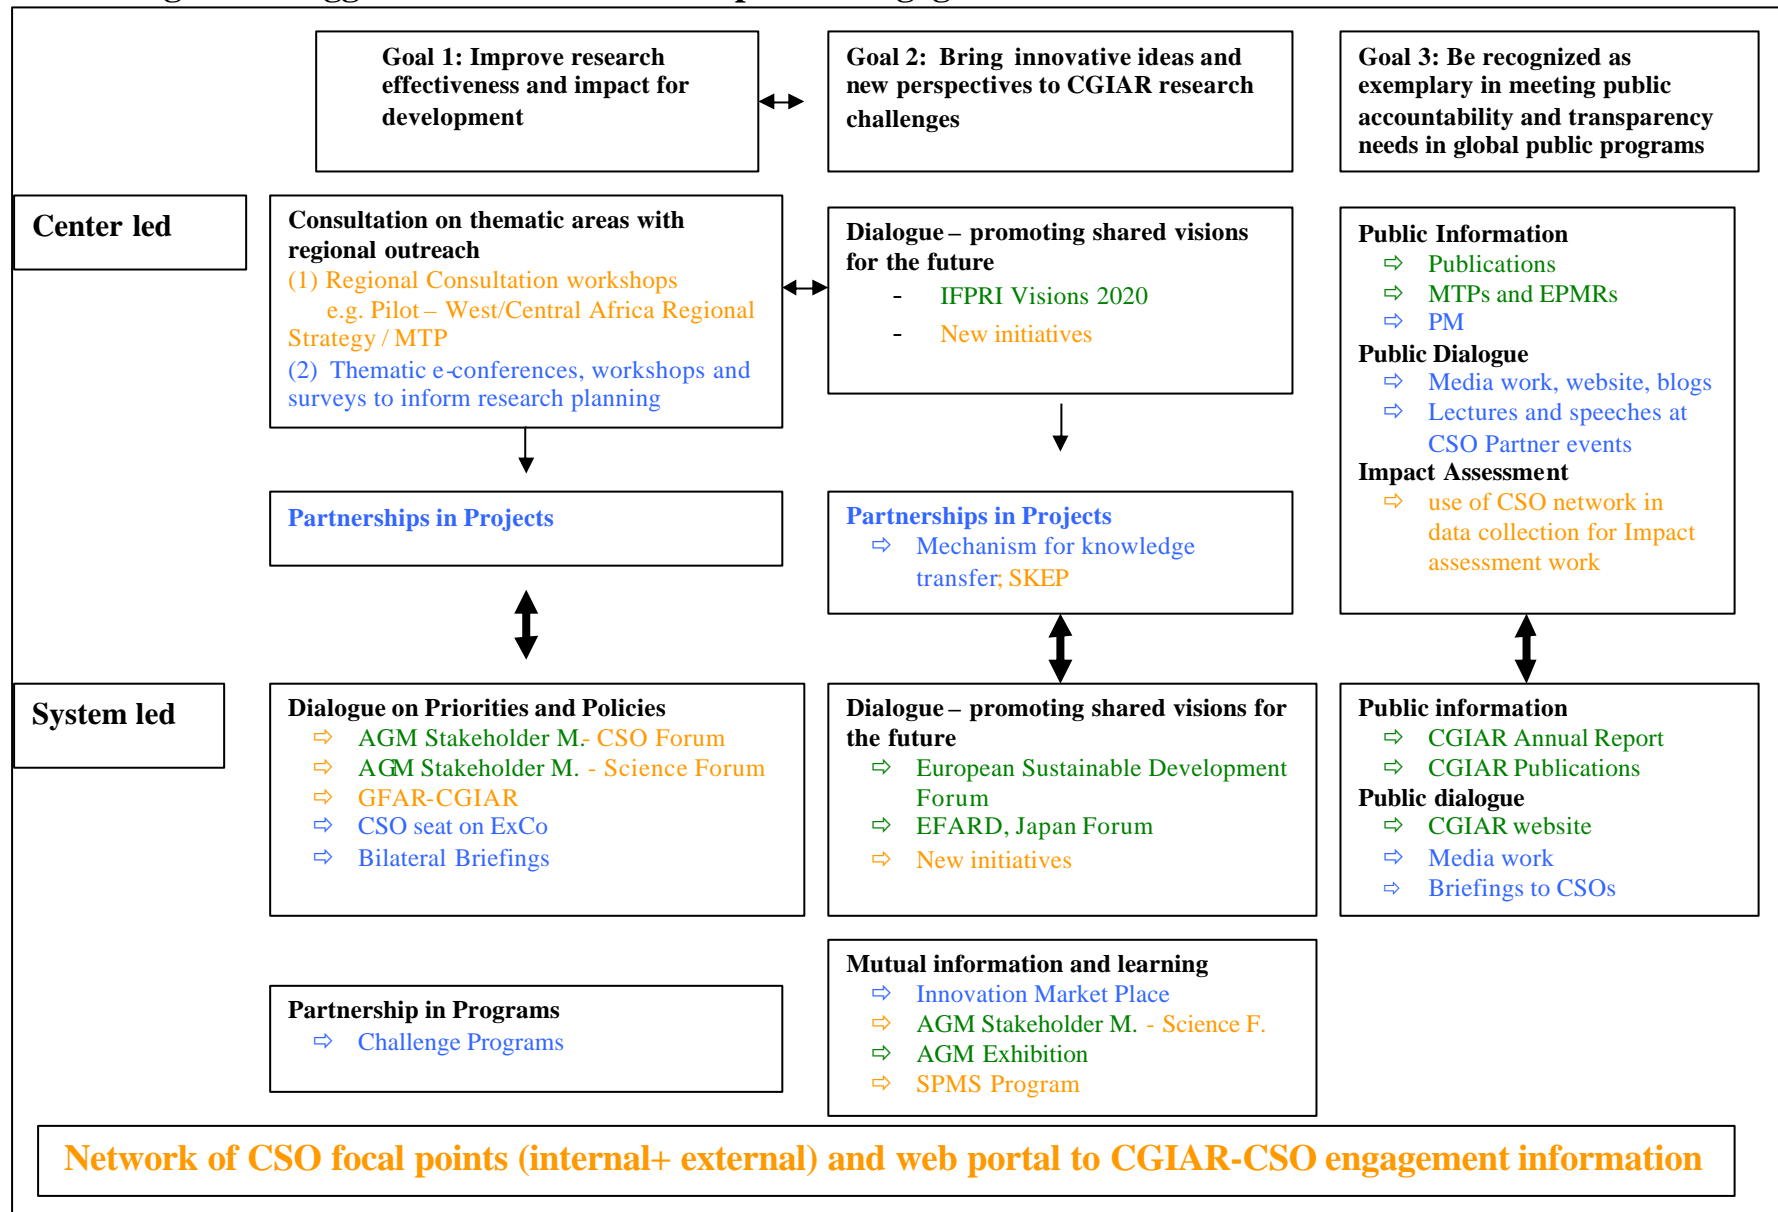 Goal 1: Improve research
effectiveness and impact for
development
Goal 2: Bring innovative ideas and
new perspectives to CGIAR research
challenges
Goal 3: Be recognized as
exemplary in meeting public
accountability and transparency
needs in global public programs
Center led
Consultation on thematic areas with
regional outreach
(1) Regional Consultation workshops
e.g. Pilot – West/Central Africa Regional
Strategy / MTP
(2) Thematic e-conferences, workshops and
surveys to inform research planning
Dialogue – promoting shared visions
for the future
- IFPRI Visions 2020
- New initiatives
Public Information
⇨ Publications
⇨ MTPs and EPMRs
⇨ PM
Public Dialogue
⇨ Media work, website, blogs
⇨ Lectures and speeches at
CSO Partner events
Impact Assessment
⇨ use of CSO network in
data collection for Impact
assessment work
Partnerships in Projects
Partnerships in Projects
⇨ Mechanism for knowledge
transfer; SKEP
System led
Dialogue on Priorities and Policies
⇨ AGM Stakeholder M.- CSO Forum
⇨ AGM Stakeholder M. - Science Forum
⇨ GFAR-CGIAR
⇨ CSO seat on ExCo
⇨ Bilateral Briefings
Dialogue – promoting shared visions for
the future
⇨ European Sustainable Development
Forum
⇨ EFARD, Japan Forum
⇨ New initiatives
Public information
⇨ CGIAR Annual Report
⇨ CGIAR Publications
Public dialogue
⇨ CGIAR website
⇨ Media work
⇨ Briefings to CSOs
Partnership in Programs
⇨ Challenge Programs
Mutual information and learning
⇨ Innovation Market Place
⇨ AGM Stakeholder M. - Science F.
⇨ AGM Exhibition
⇨ SPMS Program
Network of CSO focal points (internal+ external) and web portal to CGIAR-CSO engagement information